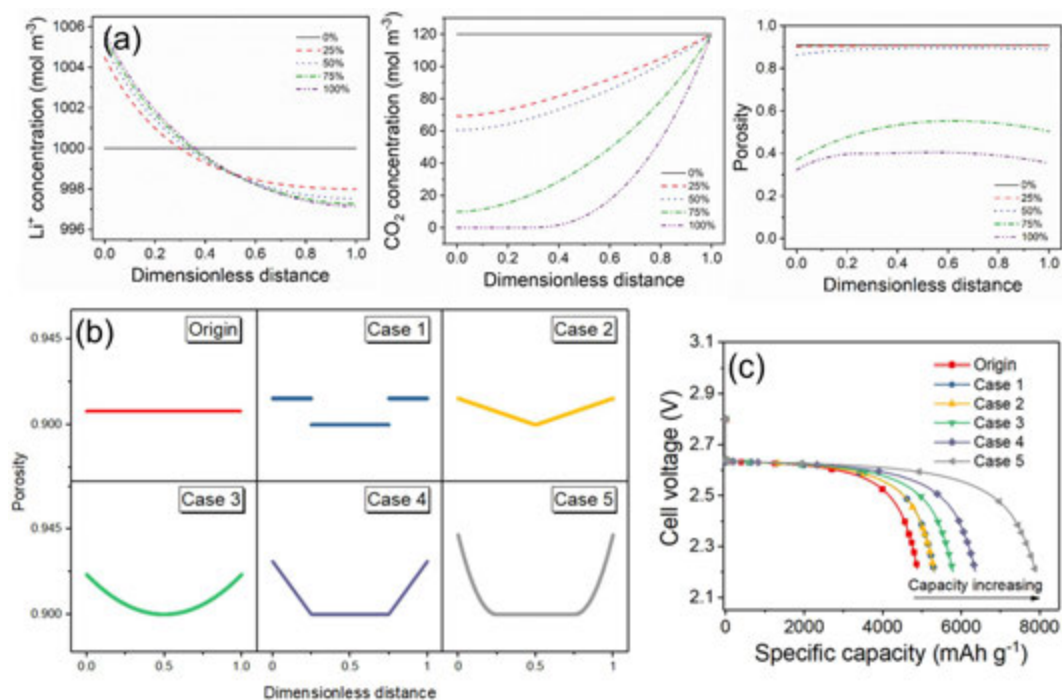 (a)
Li⁺ concentration (mol m⁻³)
1006
1004
1002
1000
998
996
0%
25%
50%
75%
100%
0.0 0.2 0.4 0.6 0.8 1.0
Dimensionless distance
CO₂ concentration (mol m⁻³)
120
100
80
60
40
20
0
0%
25%
50%
75%
100%
0.0 0.2 0.4 0.6 0.8 1.0
Dimensionless distance
Porosity
1.0
0.8
0.6
0.4
0.2
0.0
0%
25%
50%
75%
100%
0.0 0.2 0.4 0.6 0.8 1.0
Dimensionless distance
(b)
Origin
Case 1
Case 2
0.945
0.900
Porosity
Case 3
Case 4
Case 5
0.945
0.900
0.0 0.5 1.0
0 0.5 1
0.0 0.5 1.0
Dimensionless distance
(c)
Cell voltage (V)
3.1
2.9
2.7
2.5
2.3
2.1
Origin
Case 1
Case 2
Case 3
Case 4
Case 5
Capacity increasing
0 2000 4000 6000 8000
Specific capacity (mAh g⁻¹)